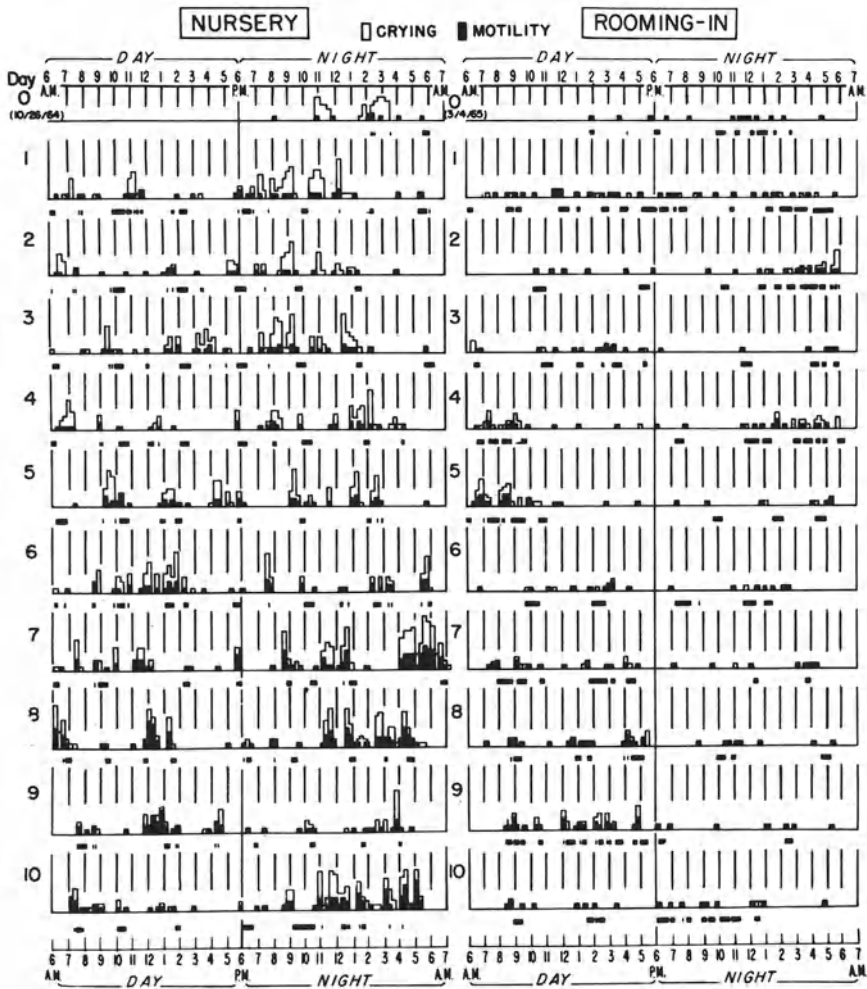 NURSERY CRYING MOTILITY ROOMING-IN
DAY NIGHT DAY NIGHT
Day 6 7 8 9 10 11 12 1 2 3 4 5 6 7 8 9 10 11 12 1 2 3 4 5 6 7 6 7 8 9 10 11 12 1 2 3 4 5 6 7 8 9 10 11 12 1 2 3 4 5 6 7
A.M. P.M. A.M. A.M. P.M. A.M.
0 0
(10/26/64) (3/4/65)
1 1
2 2
3 3
4 4
5 5
6 6
7 7
8 8
9 9
10 10
6 7 8 9 10 11 12 1 2 3 4 5 6 7 8 9 10 11 12 1 2 3 4 5 6 7 6 7 8 9 10 11 12 1 2 3 4 5 6 7 8 9 10 11 12 1 2 3 4 5 6 7
A.M. P.M. A.M. A.M. P.M. A.M.
DAY NIGHT DAY NIGHT